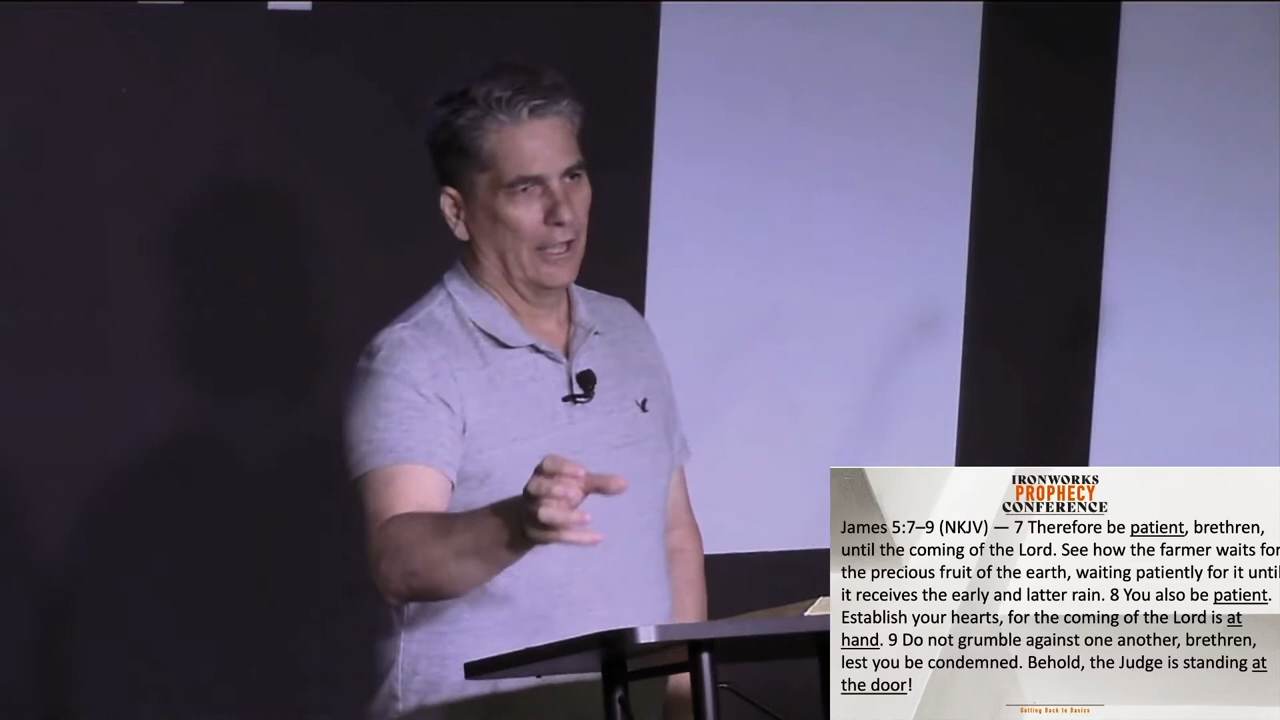 IRONWORKS
PROPHECY
CONFERENCE
James 5:7–9 (NKJV) — 7 Therefore be patient, brethren,
until the coming of the Lord. See how the farmer waits for
the precious fruit of the earth, waiting patiently for it until
it receives the early and latter rain. 8 You also be patient.
Establish your hearts, for the coming of the Lord is at
hand. 9 Do not grumble against one another, brethren,
lest you be condemned. Behold, the Judge is standing at
the door!
Getting Back to Basics